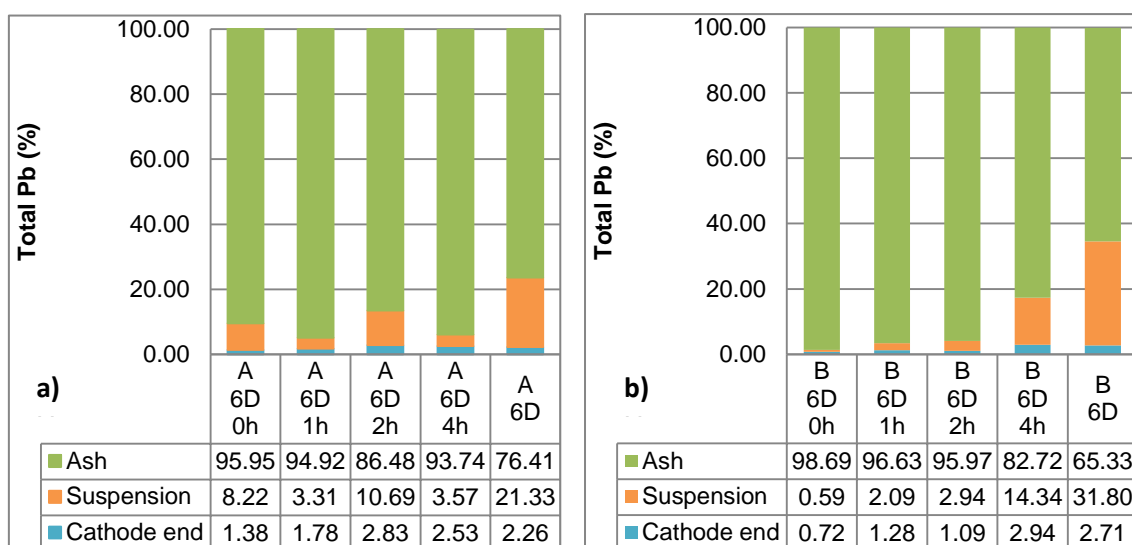 100.00
80.00
60.00
40.00
20.00
0.00
Total Pb (%)
a)
A 6D 0h
A 6D 1h
A 6D 2h
A 6D 4h
A 6D
Ash 95.95 94.92 86.48 93.74 76.41
Suspension 8.22 3.31 10.69 3.57 21.33
Cathode end 1.38 1.78 2.83 2.53 2.26
100.00
80.00
60.00
40.00
20.00
0.00
Total Pb (%)
b)
B 6D 0h
B 6D 1h
B 6D 2h
B 6D 4h
B 6D
Ash 98.69 96.63 95.97 82.72 65.33
Suspension 0.59 2.09 2.94 14.34 31.80
Cathode end 0.72 1.28 1.09 2.94 2.71